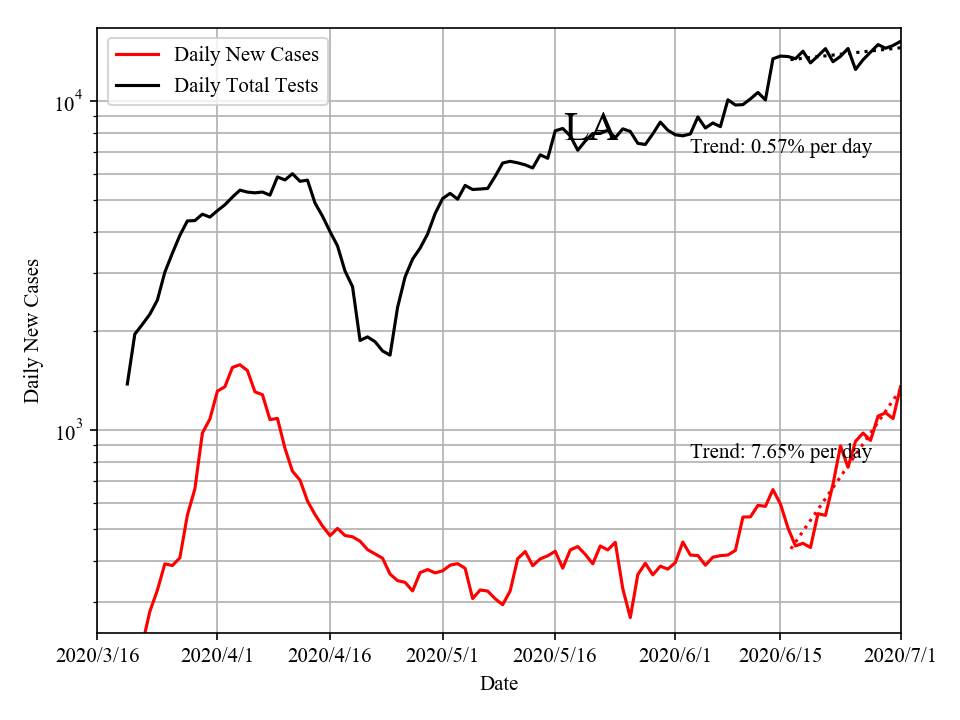 Daily New Cases
Daily Total Tests
10^4
LA
Trend: 0.57% per day
Daily New Cases
10^3
Trend: 7.65% per day
2020/3/16 2020/4/1 2020/4/16 2020/5/1 2020/5/16 2020/6/1 2020/6/15 2020/7/1
Date